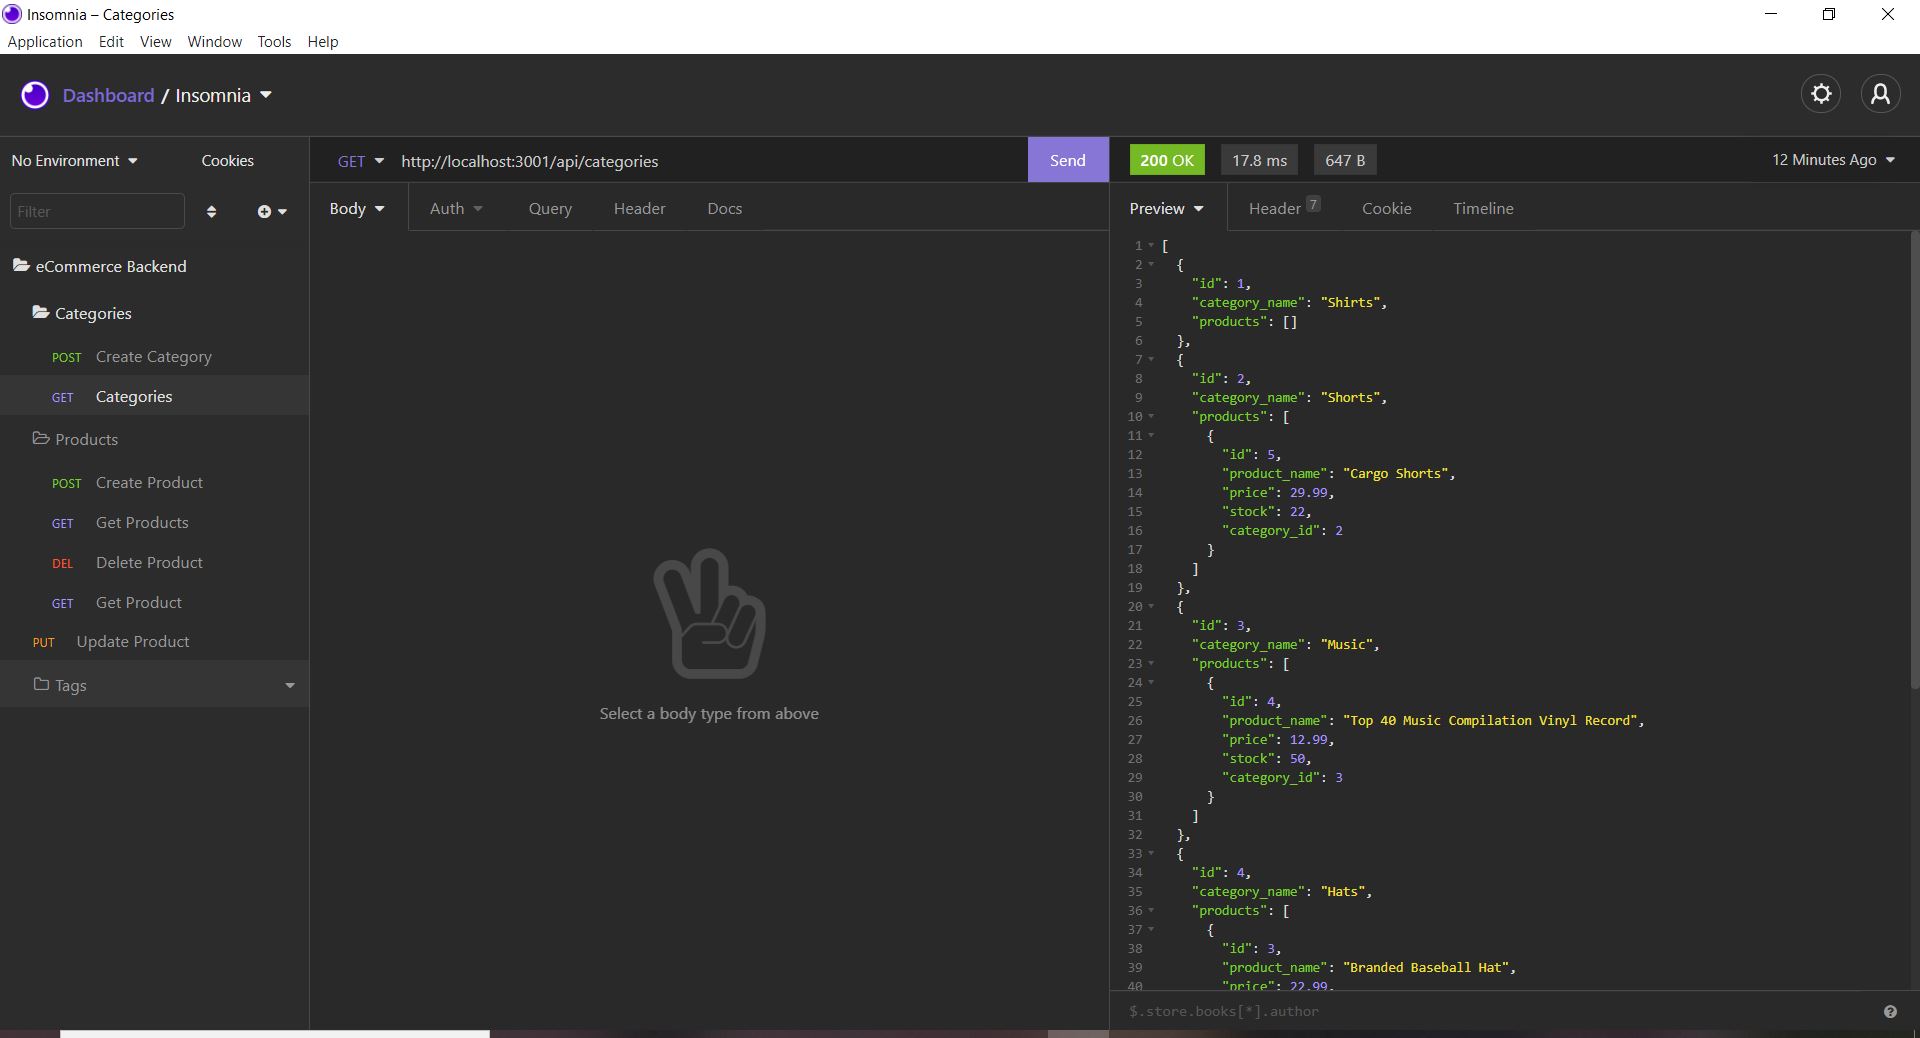 Insomnia – Categories
Application Edit View Window Tools Help
Dashboard / Insomnia
No Environment Cookies
GET http://localhost:3001/api/categories Send
200 OK 17.8 ms 647 B 12 Minutes Ago
Filter
Body Auth Query Header Docs
Preview Header 7 Cookie Timeline
eCommerce Backend
Categories
POST Create Category
GET Categories
Products
POST Create Product
GET Get Products
DEL Delete Product
GET Get Product
PUT Update Product
Tags
Select a body type from above
1 [
2 {
3 "id": 1,
4 "category_name": "Shirts",
5 "products": []
6 },
7 {
8 "id": 2,
9 "category_name": "Shorts",
10 "products": [
11 {
12 "id": 5,
13 "product_name": "Cargo Shorts",
14 "price": 29.99,
15 "stock": 22,
16 "category_id": 2
17 }
18 ]
19 },
20 {
21 "id": 3,
22 "category_name": "Music",
23 "products": [
24 {
25 "id": 4,
26 "product_name": "Top 40 Music Compilation Vinyl Record",
27 "price": 12.99,
28 "stock": 50,
29 "category_id": 3
30 }
31 ]
32 },
33 {
34 "id": 4,
35 "category_name": "Hats",
36 "products": [
37 {
38 "id": 3,
39 "product_name": "Branded Baseball Hat",
40 "price": 22.99,
$.store.books[*].author